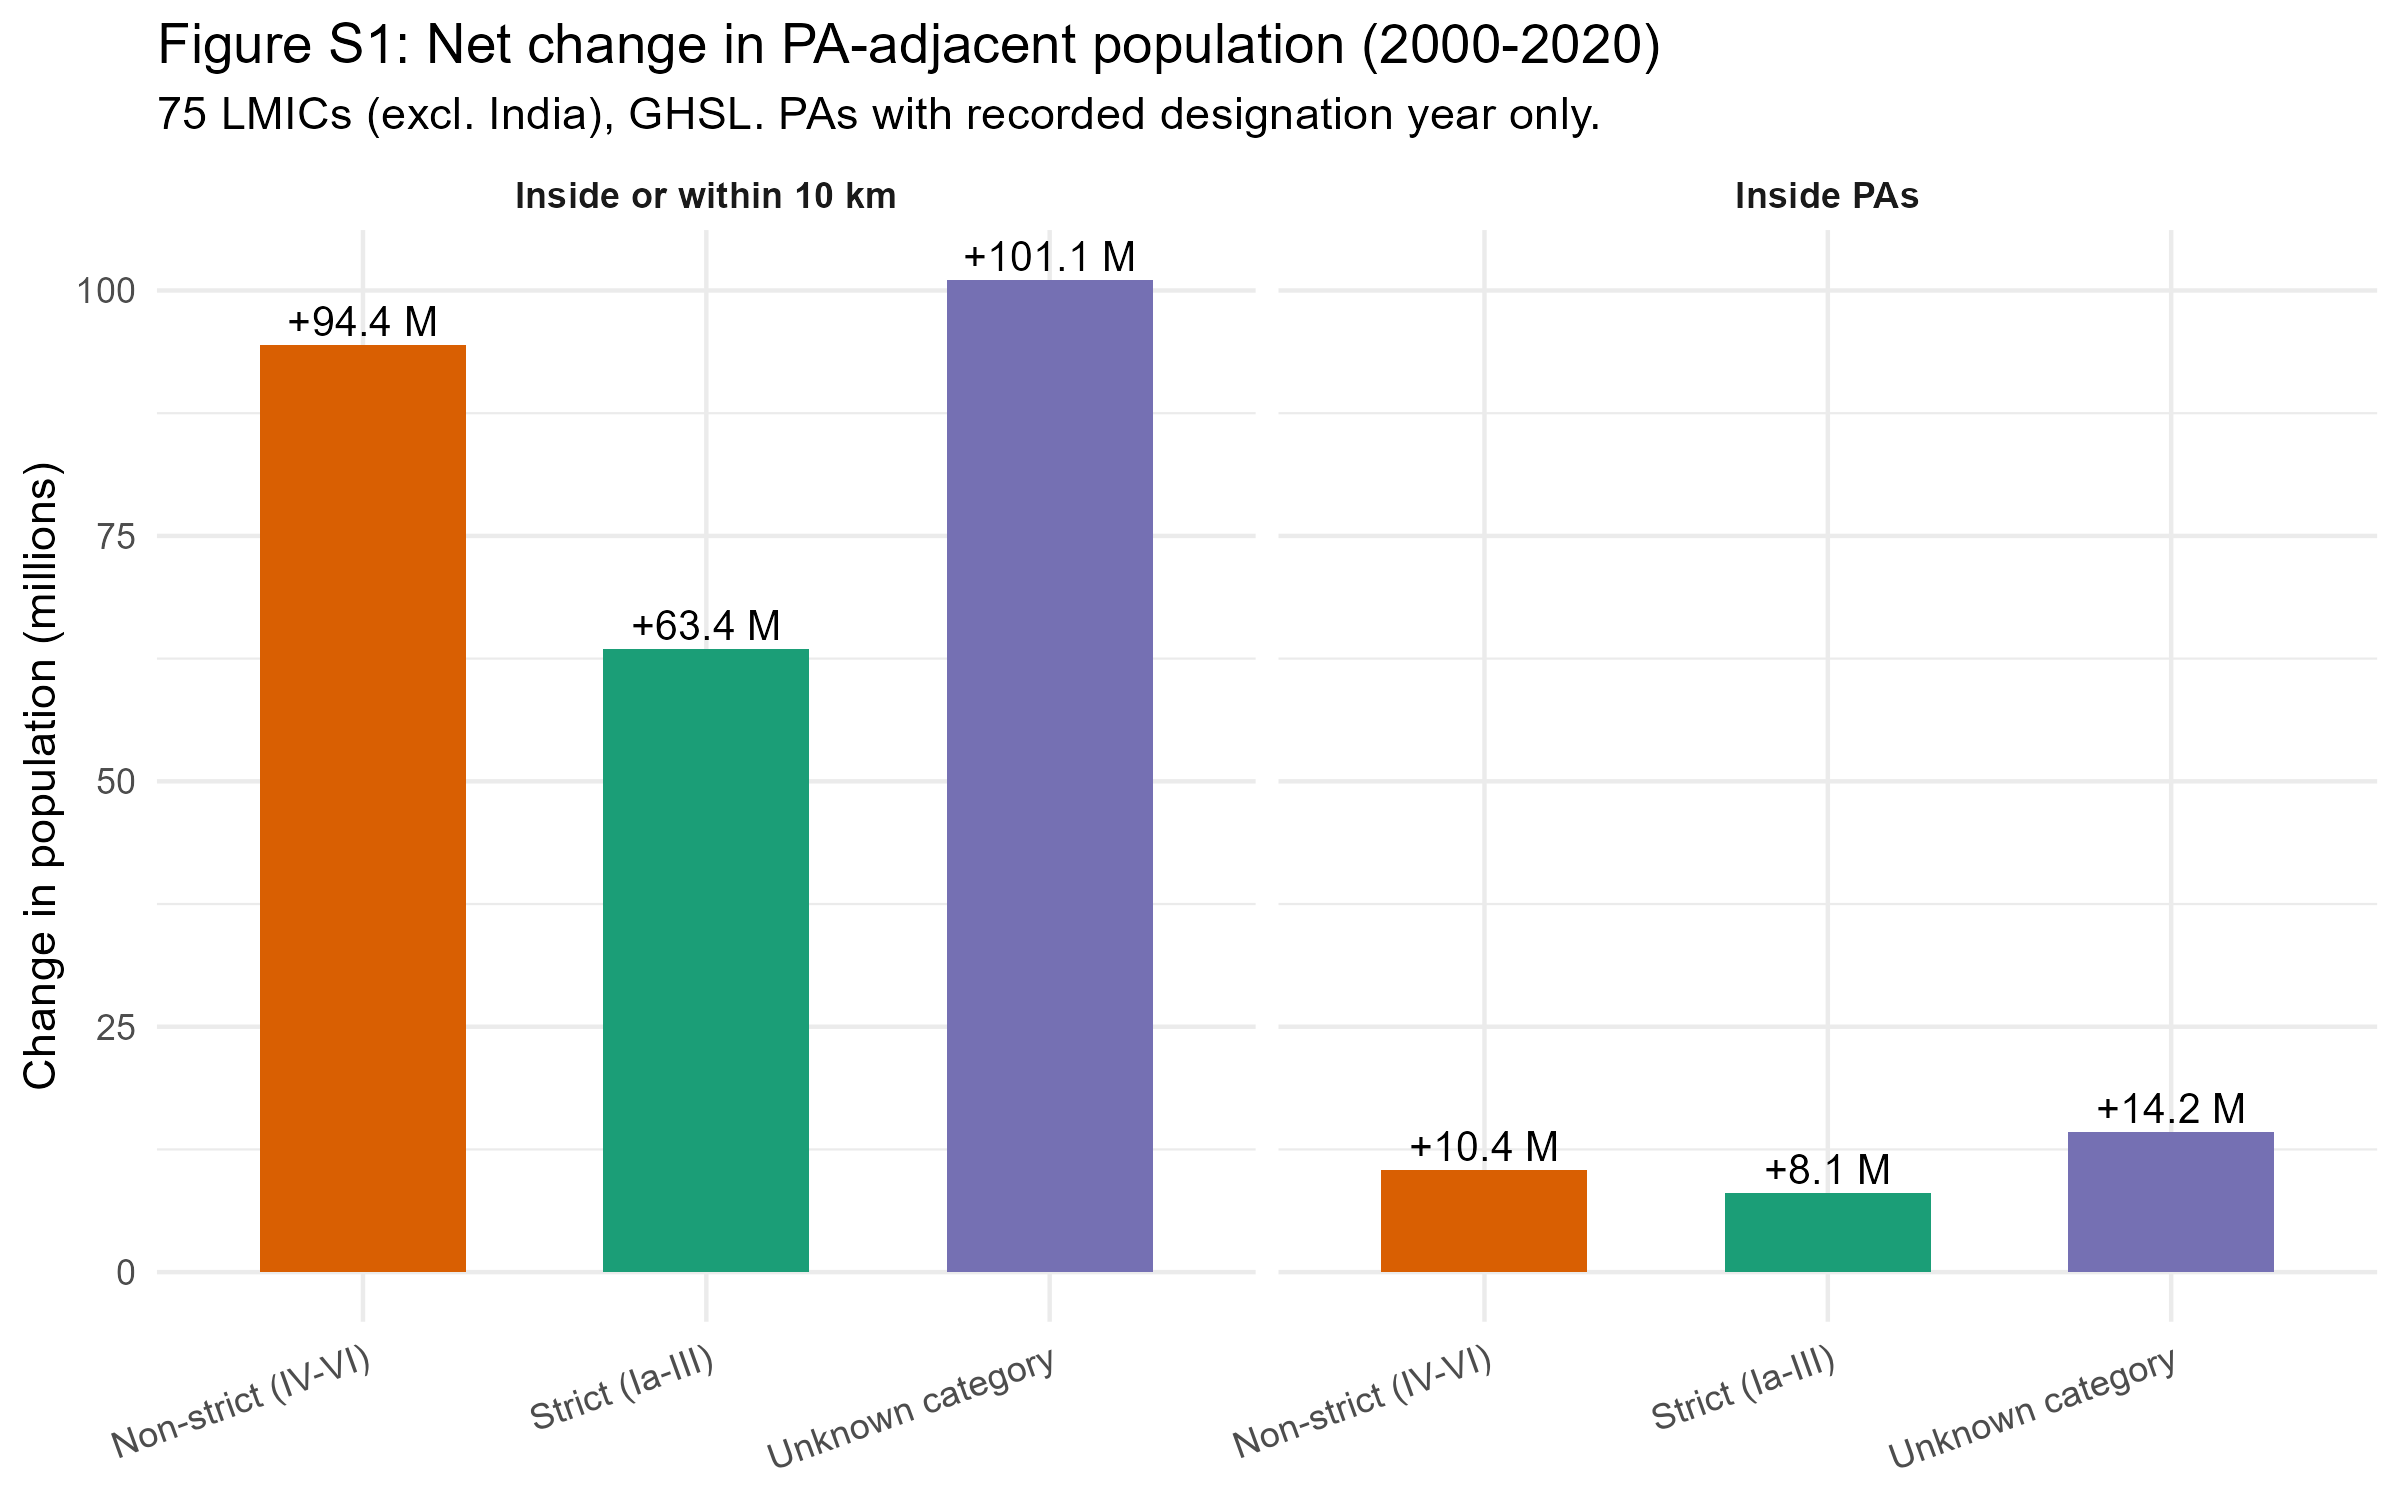 Figure S1: Net change in PA-adjacent population (2000-2020)
75 LMICs (excl. India), GHSL. PAs with recorded designation year only.
Inside or within 10 km
Inside PAs
Change in population (millions)
100
75
50
25
0
+94.4 M
+63.4 M
+101.1 M
+10.4 M
+8.1 M
+14.2 M
Non-strict (IV-VI)
Strict (Ia-III)
Unknown category
Non-strict (IV-VI)
Strict (Ia-III)
Unknown category